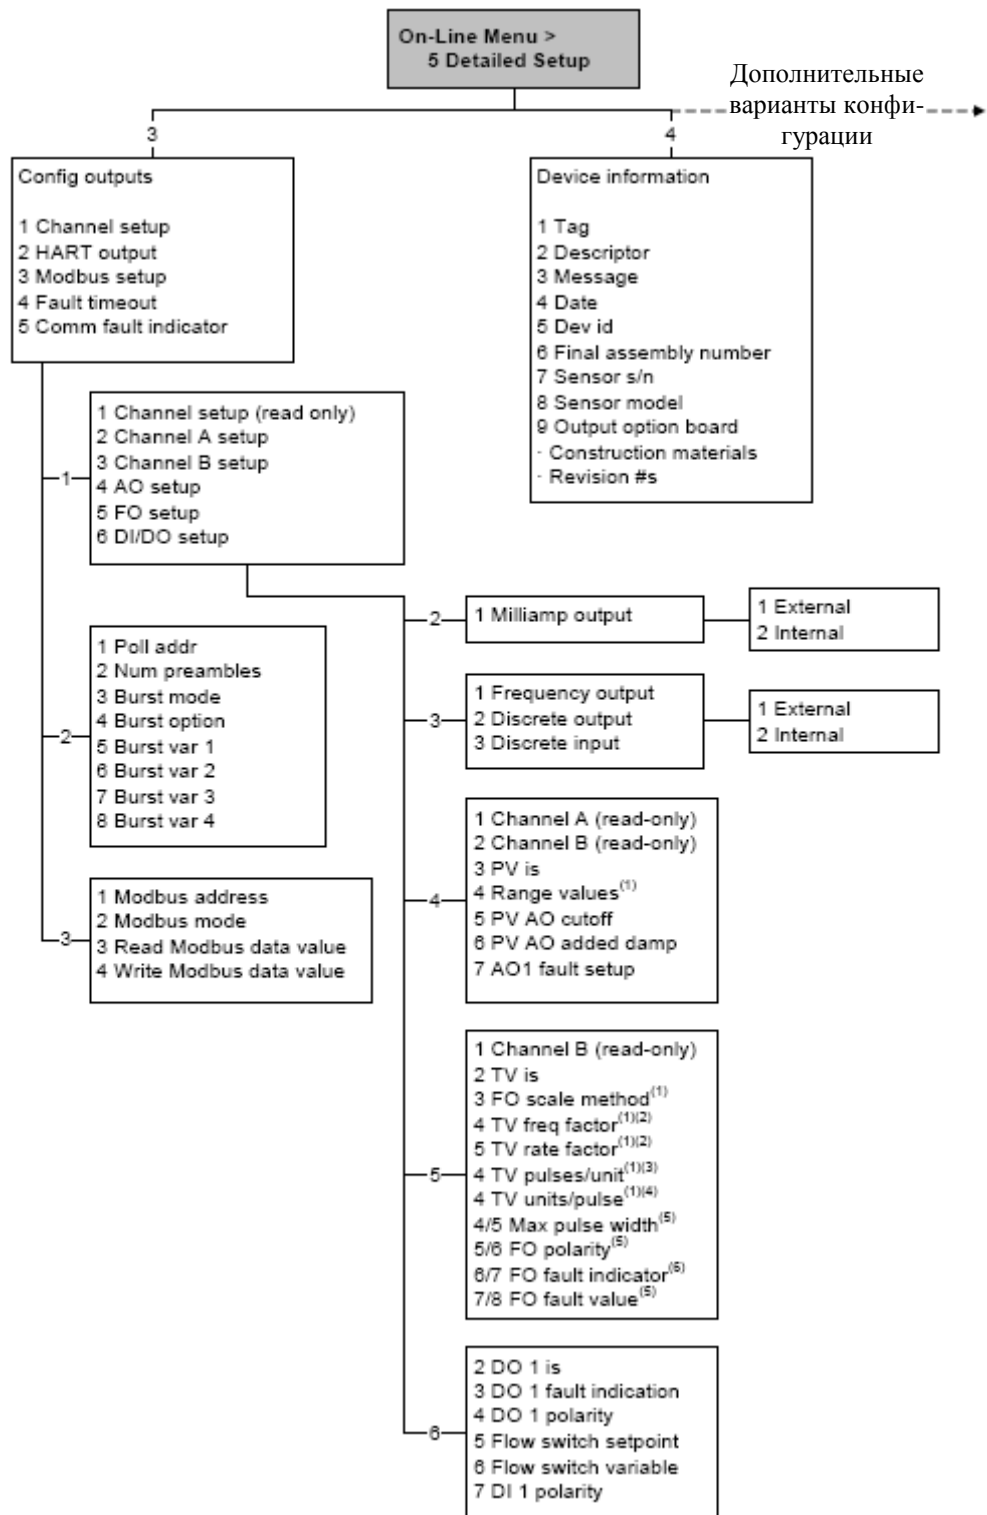 On-Line Menu >
5 Detailed Setup
Дополнительные
варианты конфи-
гурации
3
4
Config outputs
1 Channel setup
2 HART output
3 Modbus setup
4 Fault timeout
5 Comm fault indicator
Device information
1 Tag
2 Descriptor
3 Message
4 Date
5 Dev id
6 Final assembly number
7 Sensor s/n
8 Sensor model
9 Output option board
· Construction materials
· Revision #s
1
1 Channel setup (read only)
2 Channel A setup
3 Channel B setup
4 AO setup
5 FO setup
6 DI/DO setup
2
1 Poll addr
2 Num preambles
3 Burst mode
4 Burst option
5 Burst var 1
6 Burst var 2
7 Burst var 3
8 Burst var 4
3
1 Modbus address
2 Modbus mode
3 Read Modbus data value
4 Write Modbus data value
2
1 Milliamp output
1 External
2 Internal
3
1 Frequency output
2 Discrete output
3 Discrete input
1 External
2 Internal
4
1 Channel A (read-only)
2 Channel B (read-only)
3 PV is
4 Range values(1)
5 PV AO cutoff
6 PV AO added damp
7 AO1 fault setup
5
1 Channel B (read-only)
2 TV is
3 FO scale method(1)
4 TV freq factor(1)(2)
5 TV rate factor(1)(2)
4 TV pulses/unit(1)(3)
4 TV units/pulse(1)(4)
4/5 Max pulse width(5)
5/6 FO polarity(5)
6/7 FO fault indicator(5)
7/8 FO fault value(5)
6
2 DO 1 is
3 DO 1 fault indication
4 DO 1 polarity
5 Flow switch setpoint
6 Flow switch variable
7 DI 1 polarity